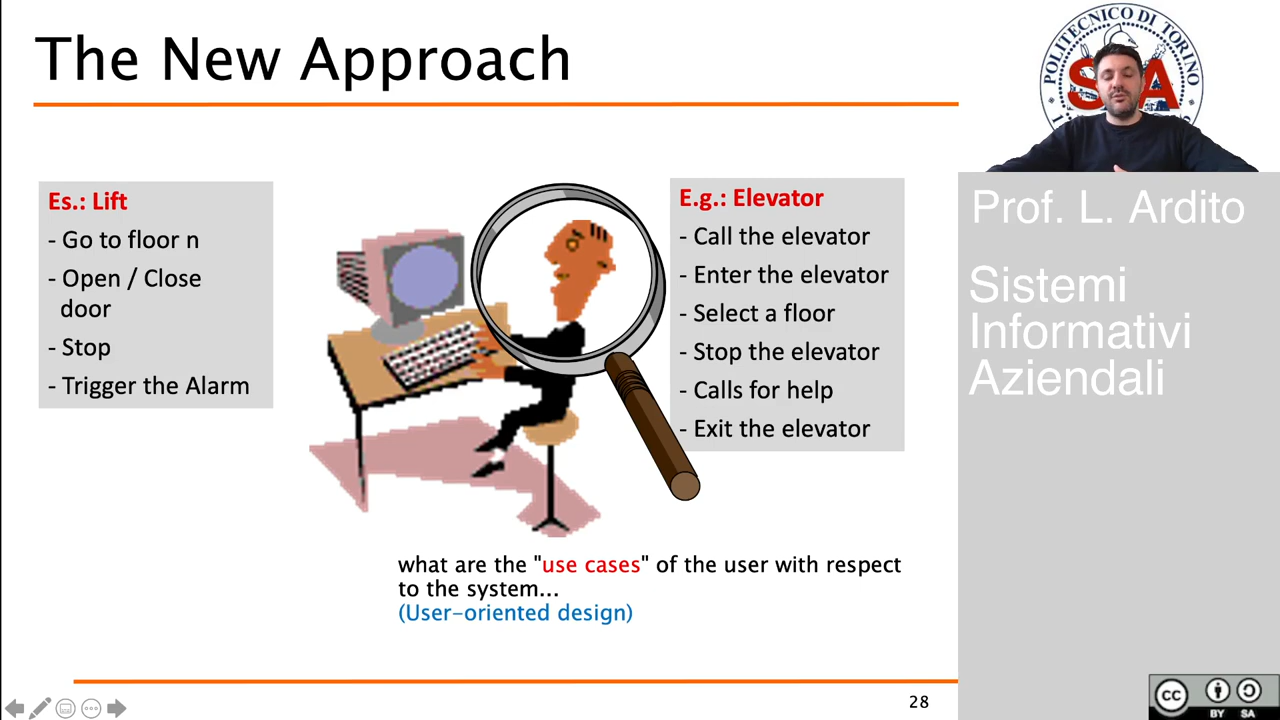 The New Approach
Es.: Lift
- Go to floor n
- Open / Close
door
- Stop
- Trigger the Alarm
E.g.: Elevator
- Call the elevator
- Enter the elevator
- Select a floor
- Stop the elevator
- Calls for help
- Exit the elevator
what are the "use cases" of the user with respect
to the system...
(User-oriented design)
28
POLITECNICO DI TORINO
Prof. L. Ardito
Sistemi
Informativi
Aziendali
cc
BY SA